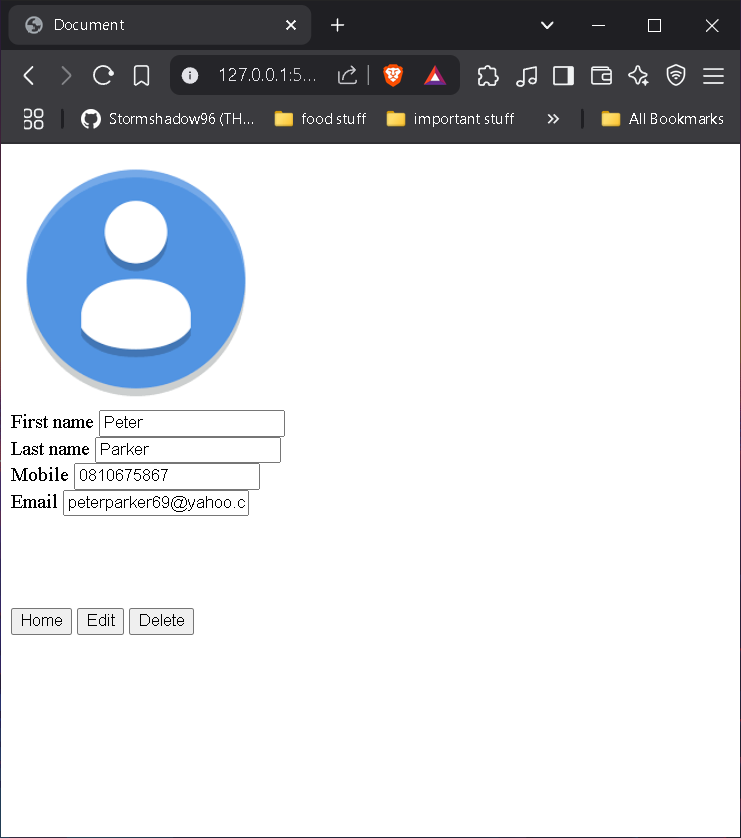 Document
127.0.0.1:5...
Stormshadow96 (TH... food stuff important stuff » All Bookmarks
First name Peter
Last name Parker
Mobile 0810675867
Email peterparker69@yahoo.c
Home Edit Delete